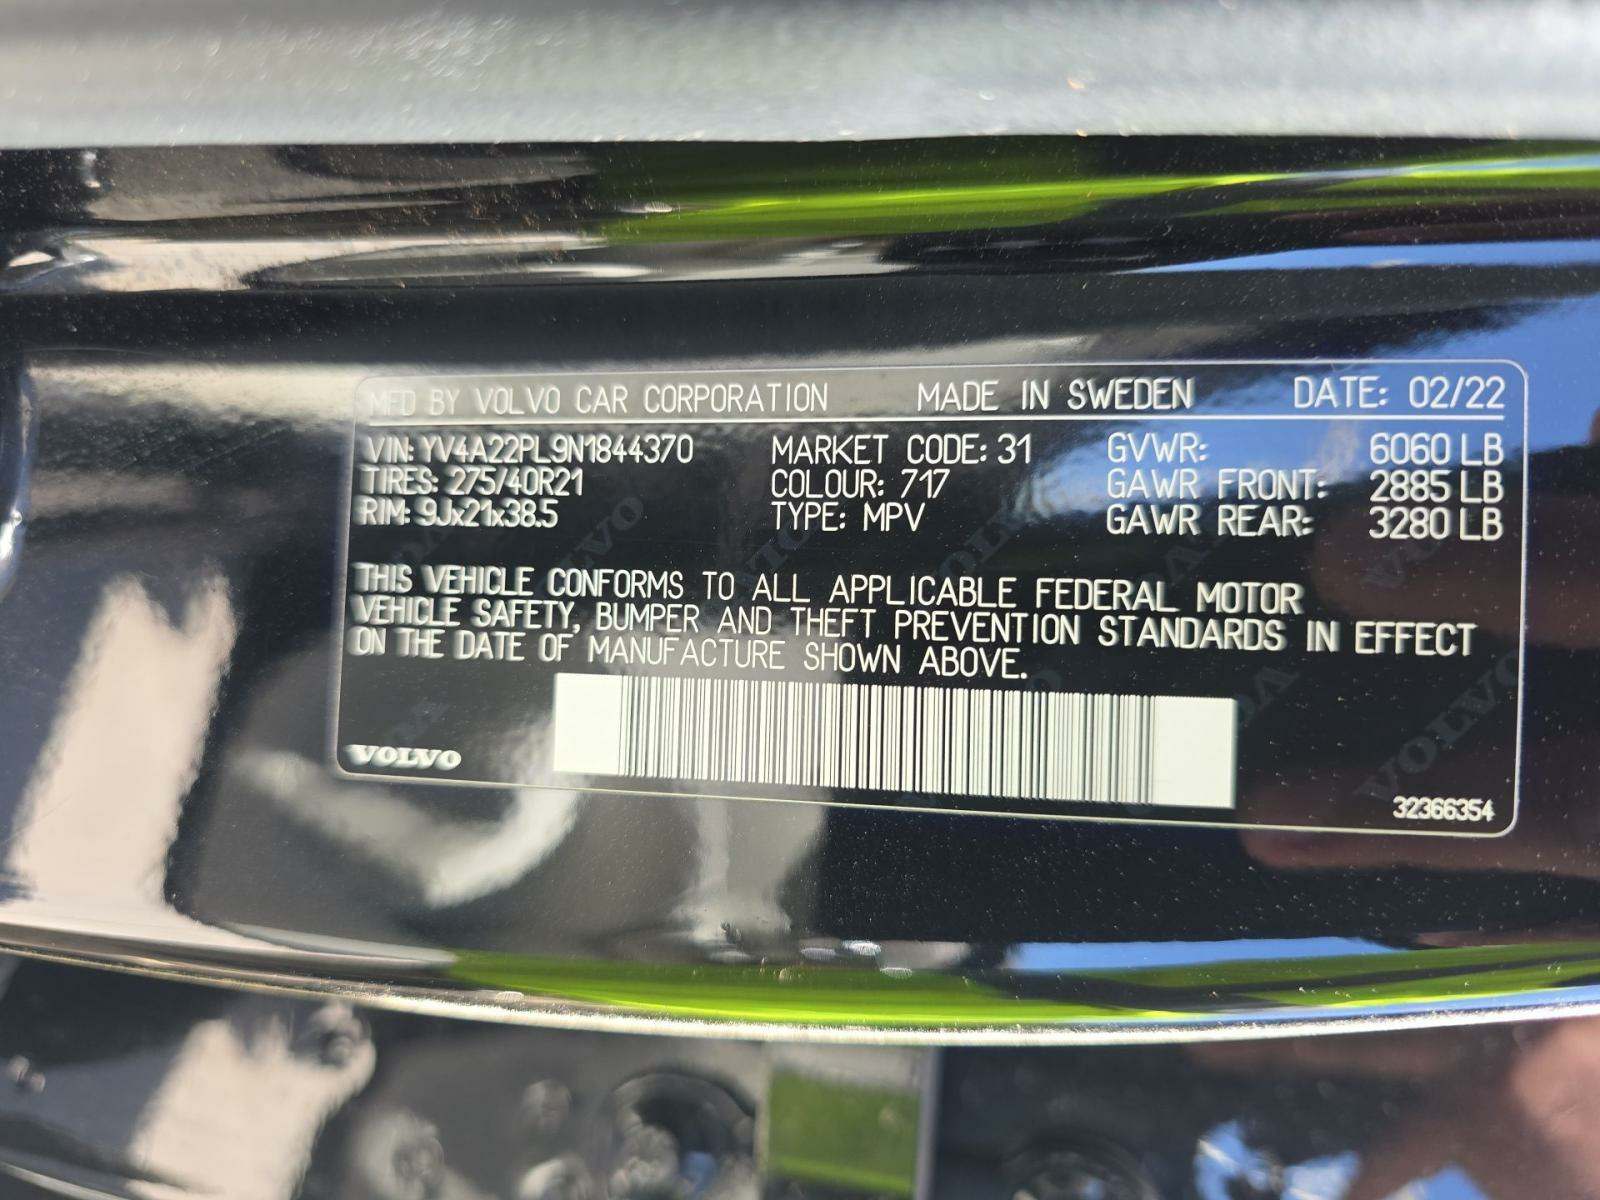 MFD BY VOLVO CAR CORPORATION MADE IN SWEDEN DATE: 02/22
VIN: YV4A22PL9N1844370 MARKET CODE: 31 GVWR: 6060 LB
TIRES: 275/40R21 COLOUR: 717 GAWR FRONT: 2885 LB
RIM: 9Jx21x38.5 TYPE: MPV GAWR REAR: 3280 LB
THIS VEHICLE CONFORMS TO ALL APPLICABLE FEDERAL MOTOR
VEHICLE SAFETY, BUMPER AND THEFT PREVENTION STANDARDS IN EFFECT
ON THE DATE OF MANUFACTURE SHOWN ABOVE.
VOLVO
32366354